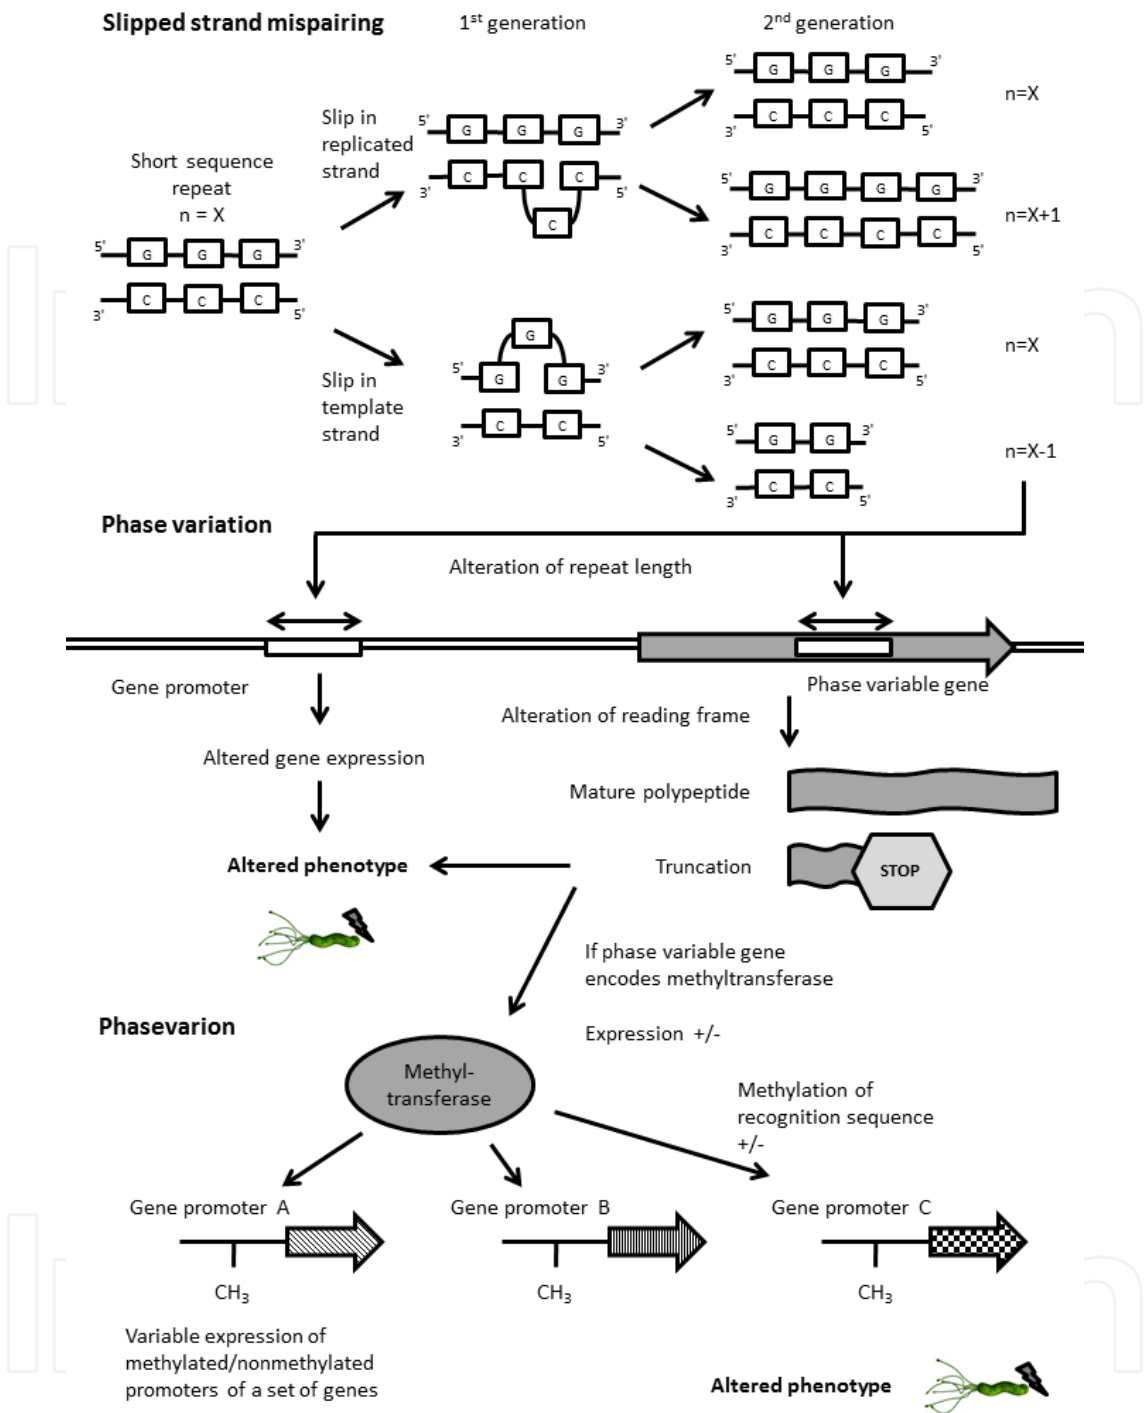 Slipped strand mispairing
1st generation
2nd generation
5' G G G 3'
C C C
3' 5'
n=X
Slip in
replicated
strand
5' G G G 3'
C C C
3' 5'
C
Short sequence
repeat
n = X
5' G G G 3'
C C C
3' 5'
5' G G G G 3'
C C C C
3' 5'
n=X+1
Slip in
template
strand
G
5' G G 3'
C C
3' 5'
5' G G G 3'
C C C
3' 5'
n=X
5' G G 3'
C C
3' 5'
n=X-1
Phase variation
Alteration of repeat length
Gene promoter
Phase variable gene
Alteration of reading frame
Altered gene expression
Mature polypeptide
Altered phenotype
Truncation
STOP
If phase variable gene
encodes methyltransferase
Phasevarion
Expression +/-
Methyl-
transferase
Methylation of
recognition sequence
+/-
Gene promoter A
Gene promoter B
Gene promoter C
CH3
CH3
CH3
Variable expression of
methylated/nonmethylated
promoters of a set of genes
Altered phenotype